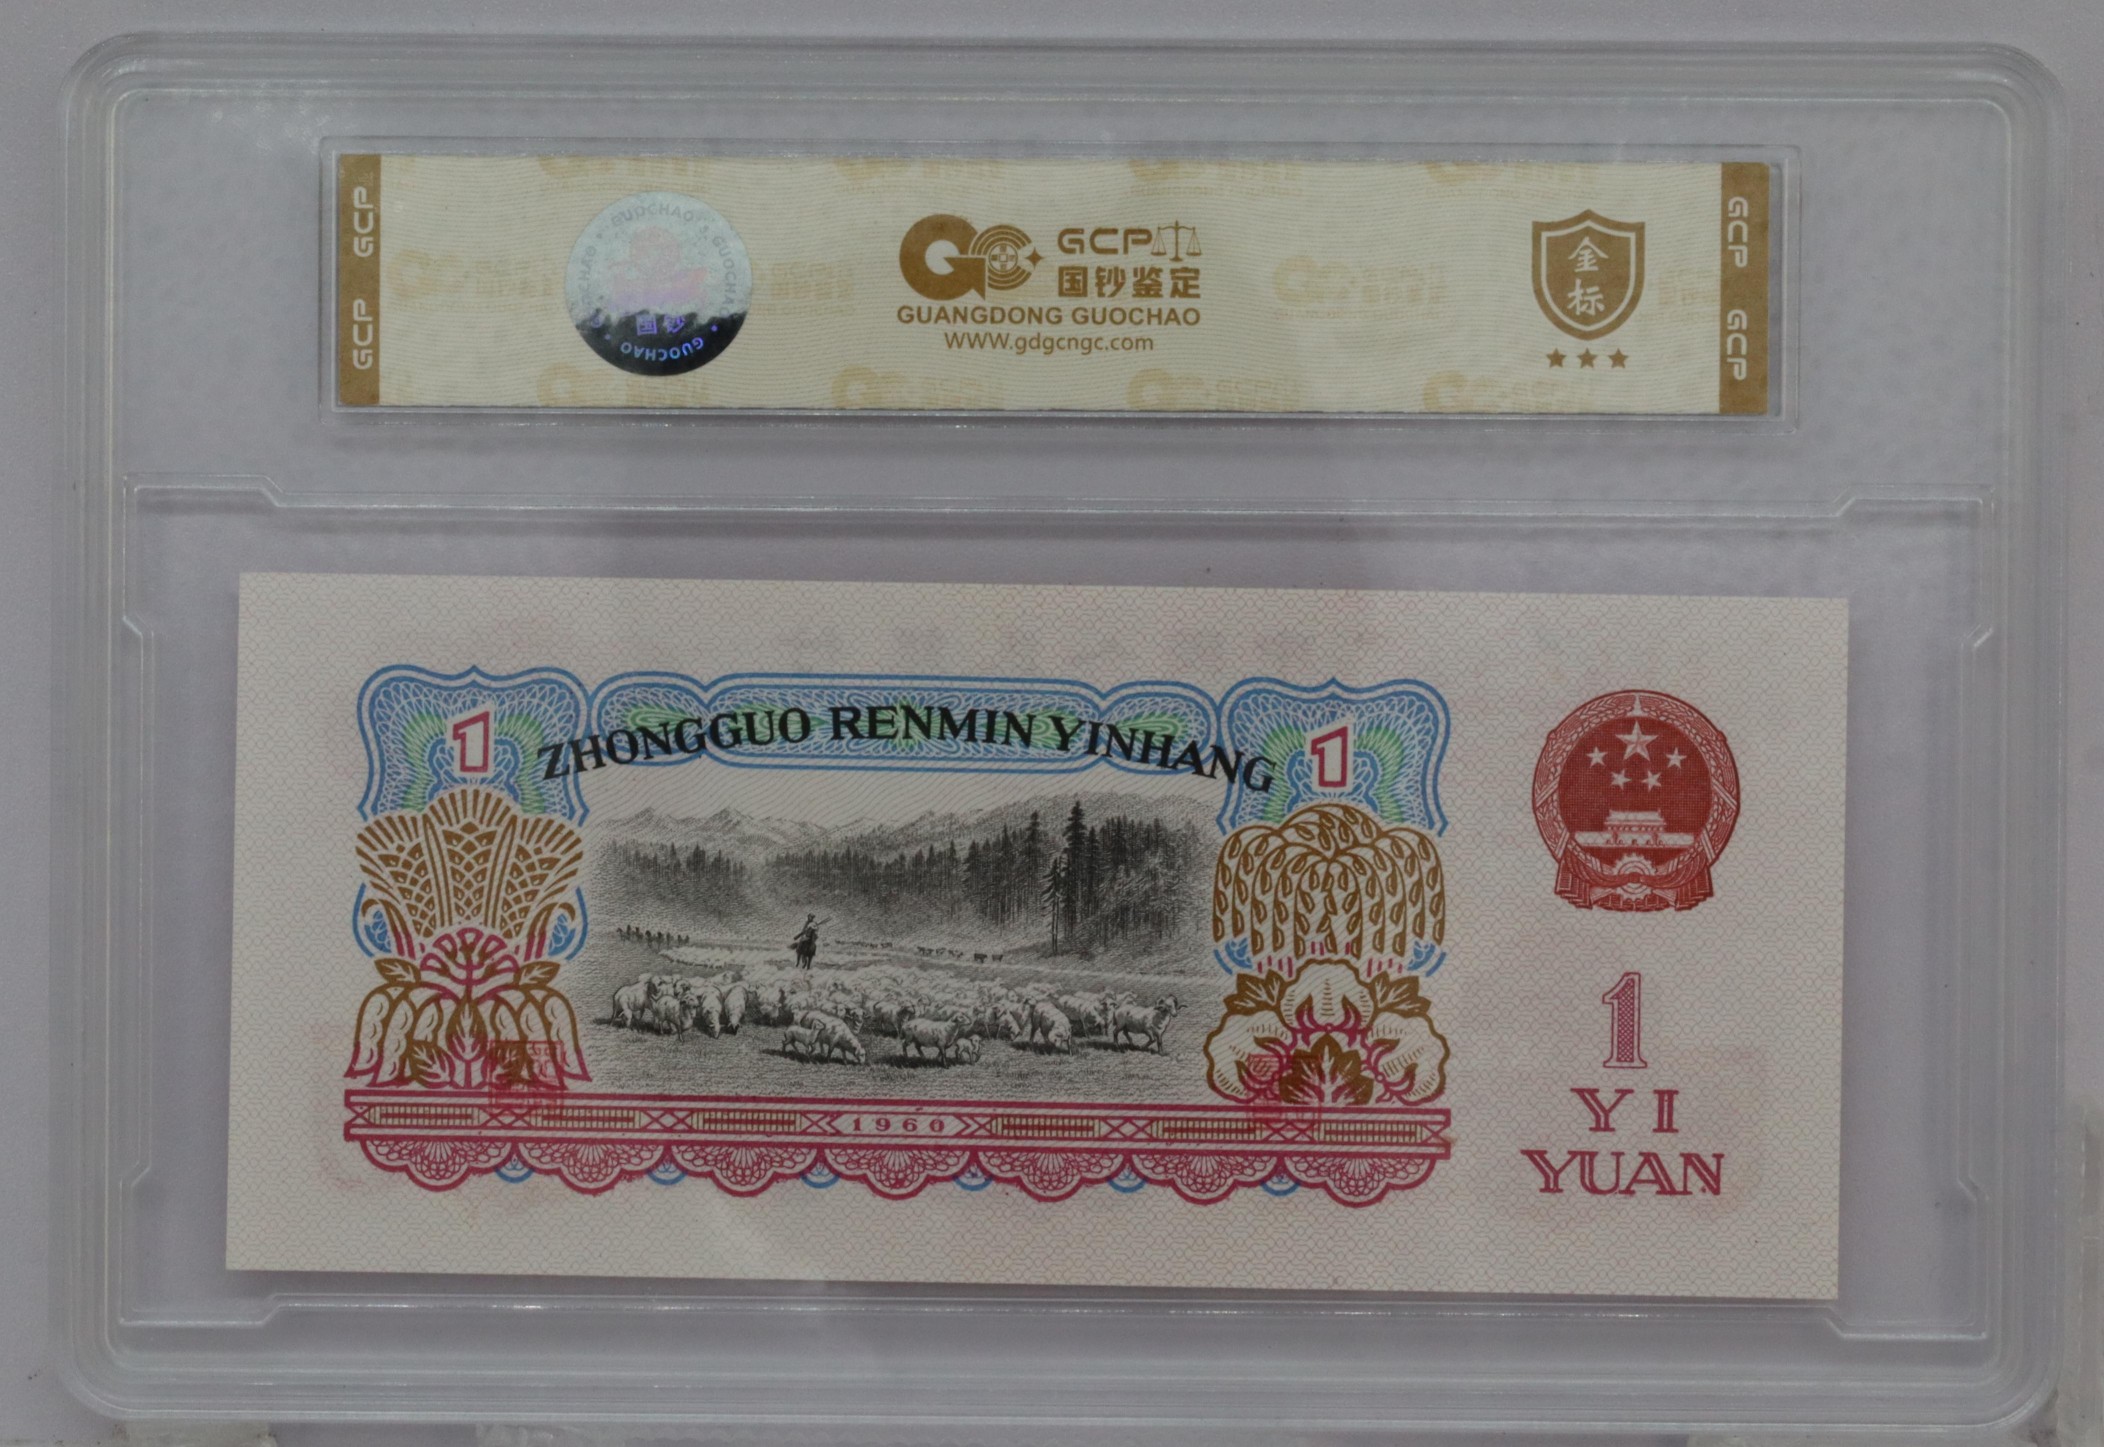 GCP
GCP
GUOCHAO
GUOCHAO
国钞
GUOCHAO
GCP
国钞鉴定
GUANGDONG GUOCHAO
www.gdgcngc.com
金
标
GCP
GCP
1
ZHONGGUO RENMIN YINHANG
1
1
YI
YUAN
1960